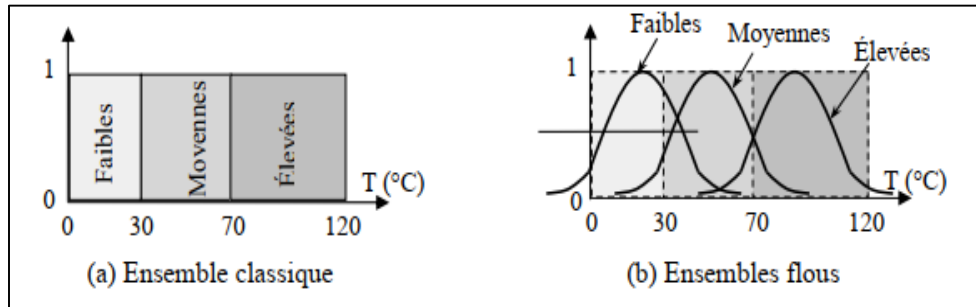 1
Faibles
Moyennes
Élevées
0
T (°C)
0 30 70 120
(a) Ensemble classique
Faibles
Moyennes
Élevées
1
0
T (°C)
0 30 70 120
(b) Ensembles flous